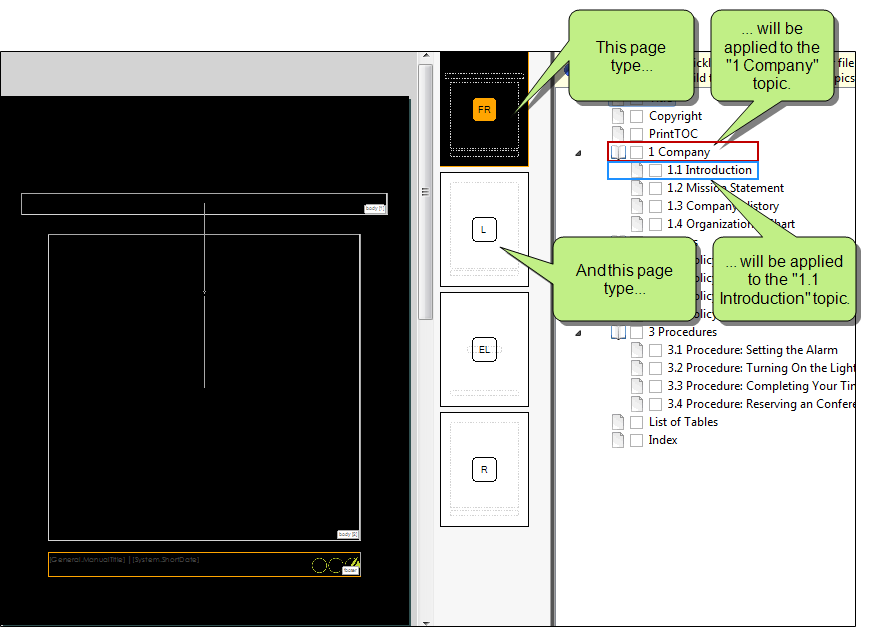 This page
type...
... will be
applied to the
"1 Company"
topic.
file
pics
Copyright
PrintTOC
1 Company
1.1 Introduction
1.2 Mission Statement
1.3 Company History
1.4 Organization Chart
And this page
type...
... will be applied
to the "1.1
Introduction" topic.
3 Procedures
3.1 Procedure: Setting the Alarm
3.2 Procedure: Turning On the Light
3.3 Procedure: Completing Your Tim
3.4 Procedure: Reserving an Confere
List of Tables
Index
FR
L
EL
R
body [1]
body [2]
[General.ManualTitle] | [System.ShortDate]
footer